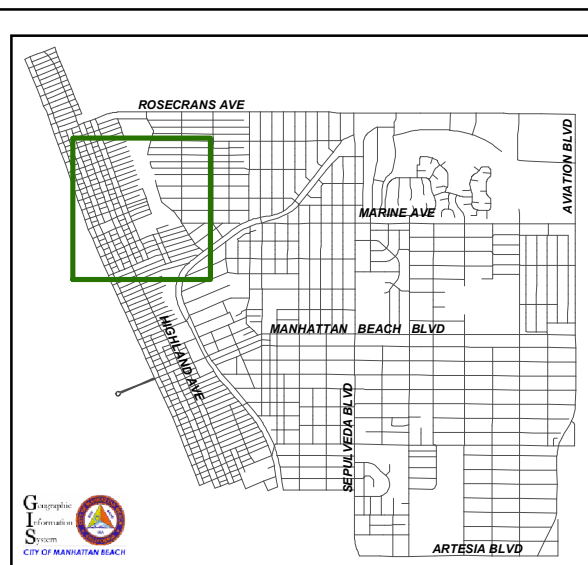 ROSECRANS AVE
AVIATION BLVD
MARINE AVE
MANHATTAN BEACH BLVD
HIGHLAND AVE
SEPULVEDA BLVD
ARTESIA BLVD
Geographic
Information
System
CITY OF MANHATTAN BEACH